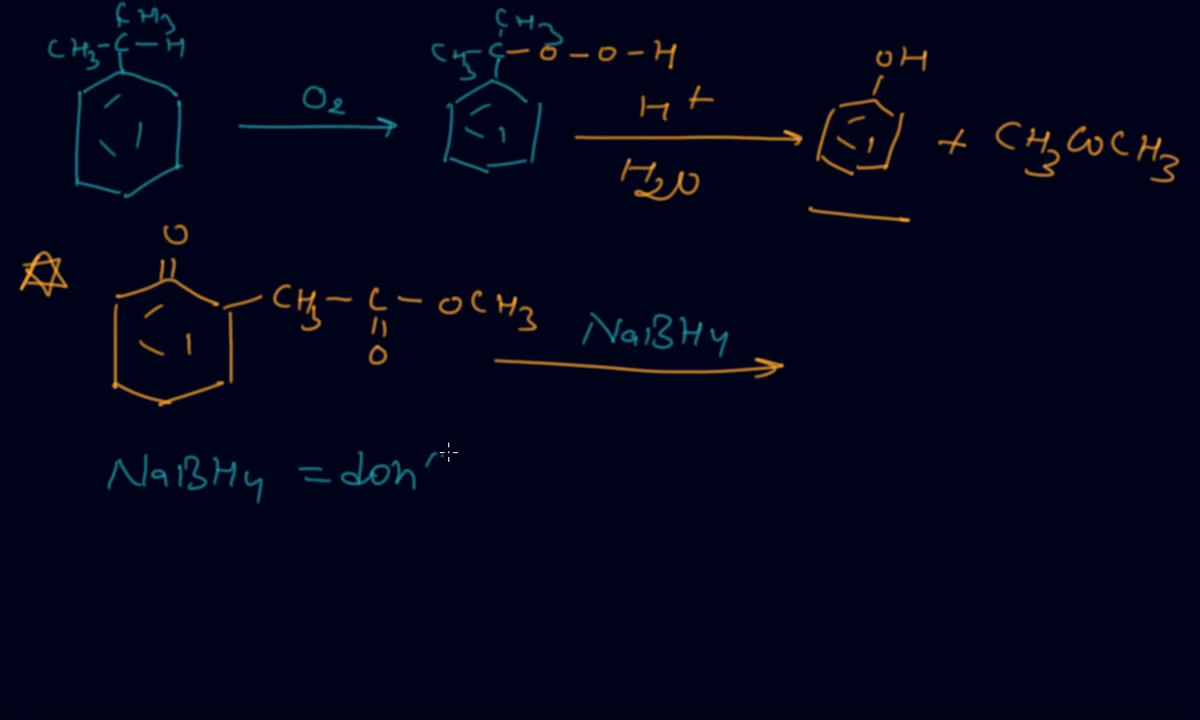 CH3 CH3
CH3-C-H CH3-C-O-O-H OH
O2 H+
H2O + CH3COCH3
O
CH3-C-OCH3 NaBH4
O
NaBH4 = don'